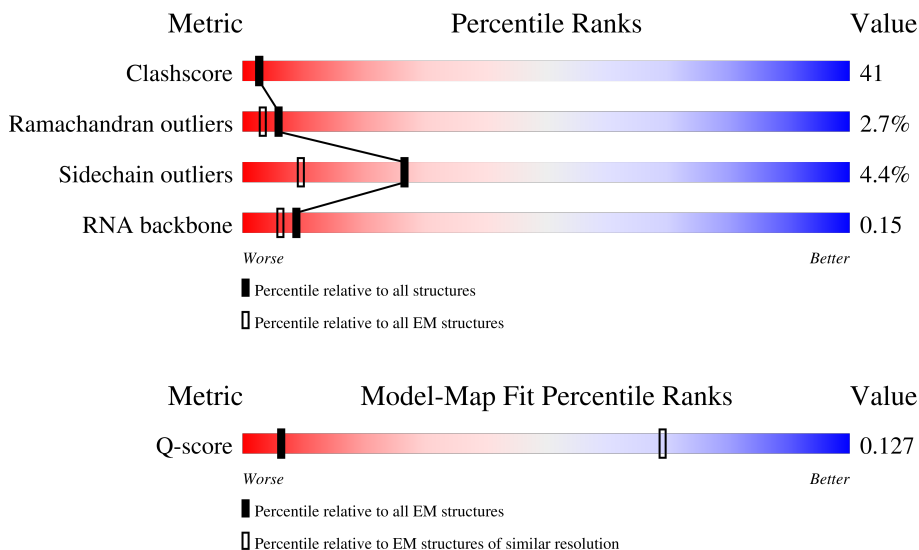 Metric Percentile Ranks Value
Clashscore 41
Ramachandran outliers 2.7%
Sidechain outliers 4.4%
RNA backbone 0.15
Worse Better
Percentile relative to all structures
Percentile relative to all EM structures
Metric Model-Map Fit Percentile Ranks Value
Q-score 0.127
Worse Better
Percentile relative to all EM structures
Percentile relative to EM structures of similar resolution